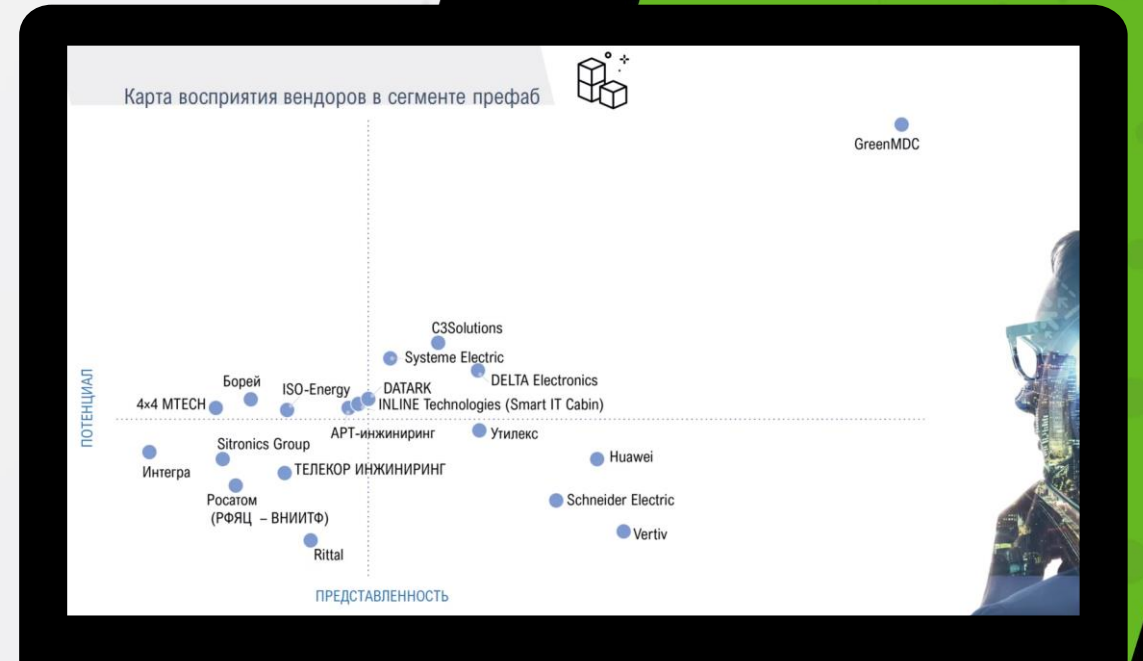 Карта восприятия вендоров в сегменте префаб
GreenMDC
C3Solutions
Systeme Electric
DELTA Electronics
Борей
ISO-Energy
DATARK
4x4 MTECH
INLINE Technologies (Smart IT Cabin)
АРТ-инжиниринг
Утилекс
ПОТЕНЦИАЛ
Sitronics Group
Huawei
Интегра
ТЕЛЕКОР ИНЖИНИРИНГ
Росатом
(РФЯЦ – ВНИИТФ)
Schneider Electric
Vertiv
Rittal
ПРЕДСТАВЛЕННОСТЬ